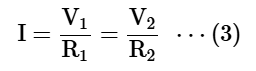 I = V₁/R₁ = V₂/R₂ ⋯(3)